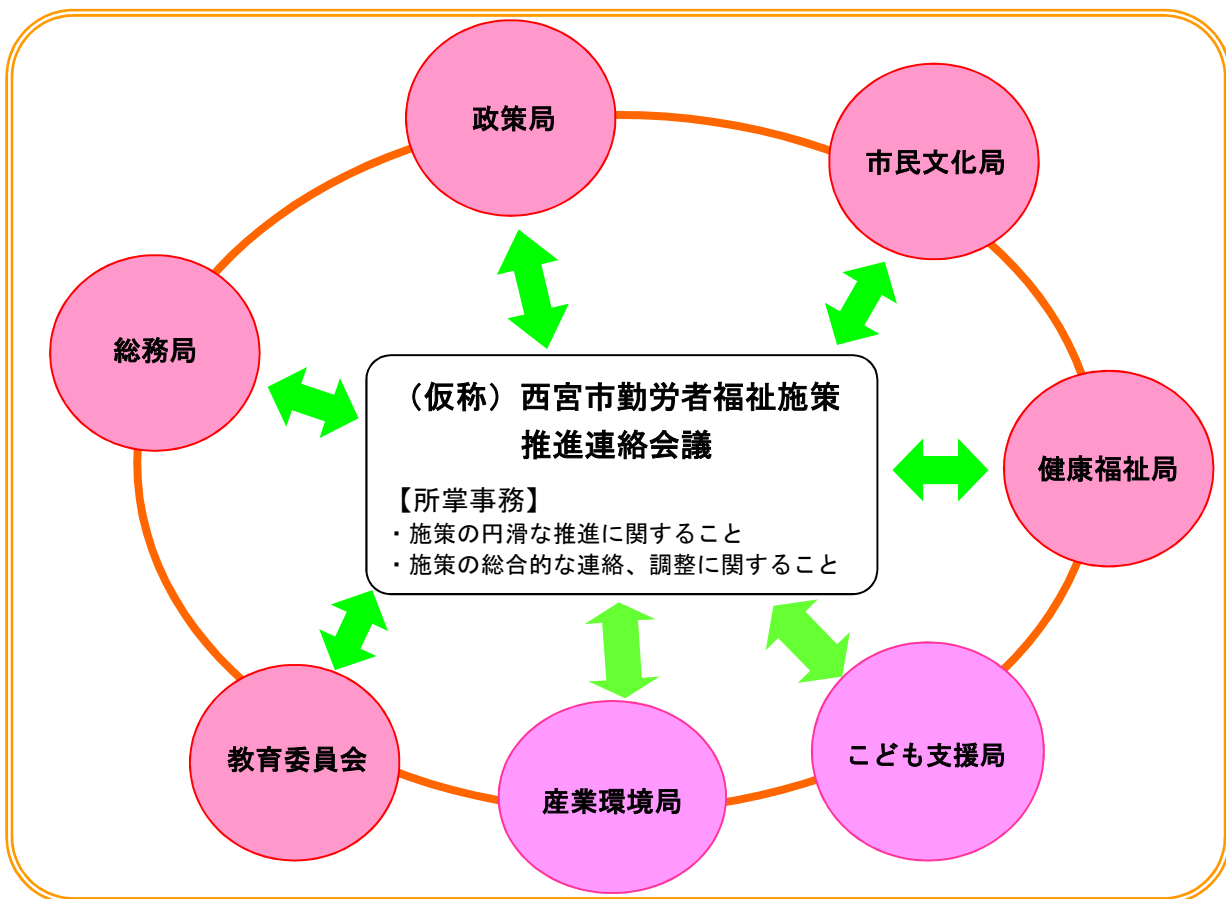 政策局
市民文化局
総務局
（仮称）西宮市勤労者福祉施策
推進連絡会議
【所掌事務】
・施策の円滑な推進に関すること
・施策の総合的な連絡、調整に関すること
健康福祉局
教育委員会
産業環境局
こども支援局